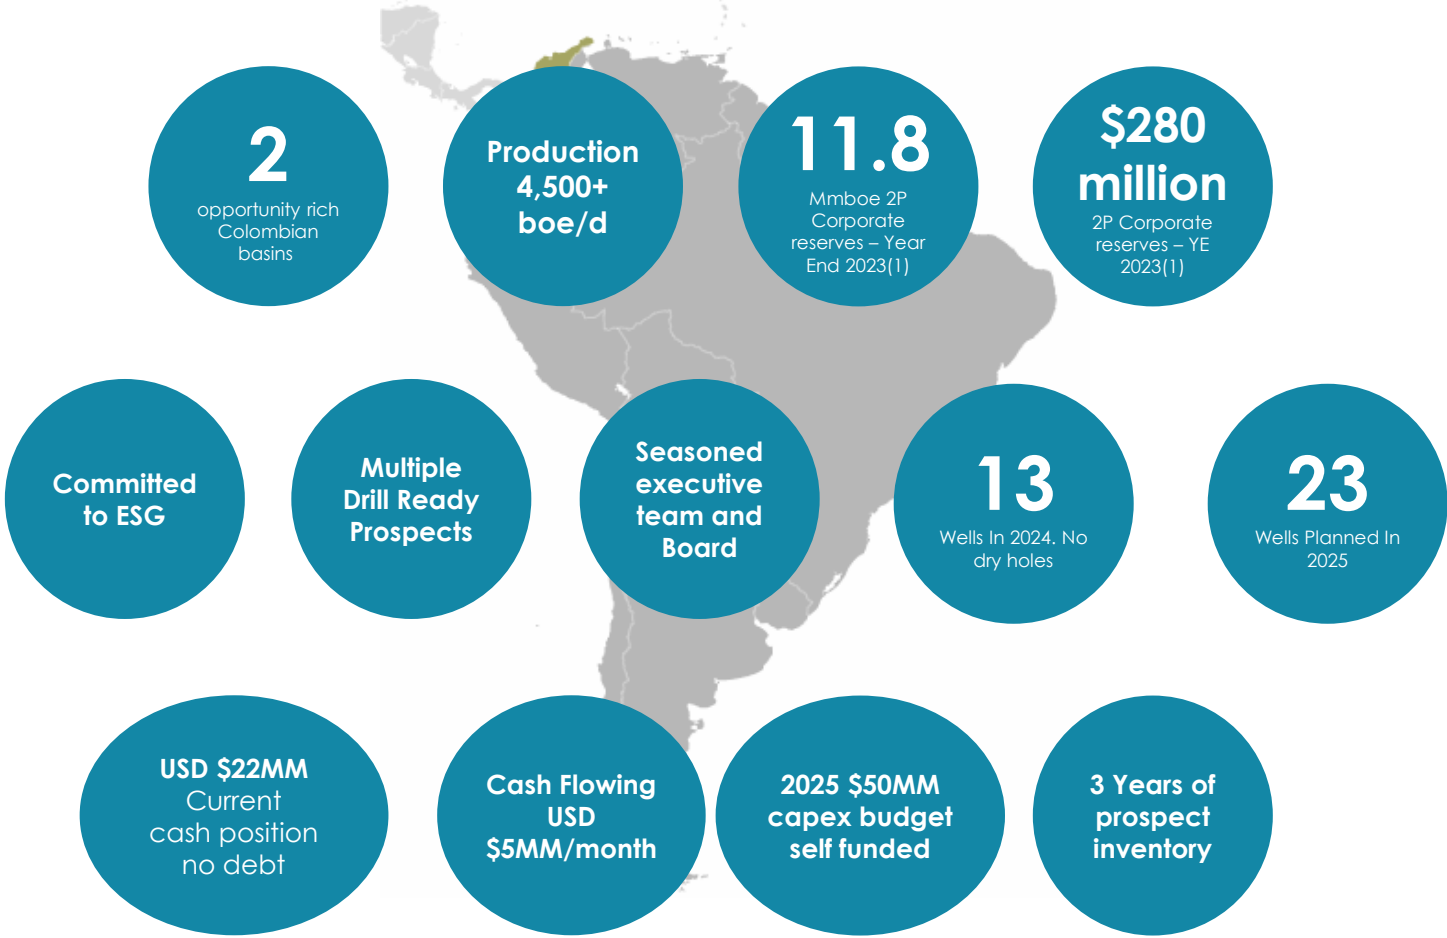 2
opportunity rich
Colombian
basins
Production
4,500+
boe/d
11.8
Mmboe 2P
Corporate
reserves – Year
End 2023(1)
$280
million
2P Corporate
reserves – YE
2023(1)
Committed
to ESG
Multiple
Drill Ready
Prospects
Seasoned
executive
team and
Board
13
Wells In 2024. No
dry holes
23
Wells Planned In
2025
USD $22MM
Current
cash position
no debt
Cash Flowing
USD
$5MM/month
2025 $50MM
capex budget
self funded
3 Years of
prospect
inventory